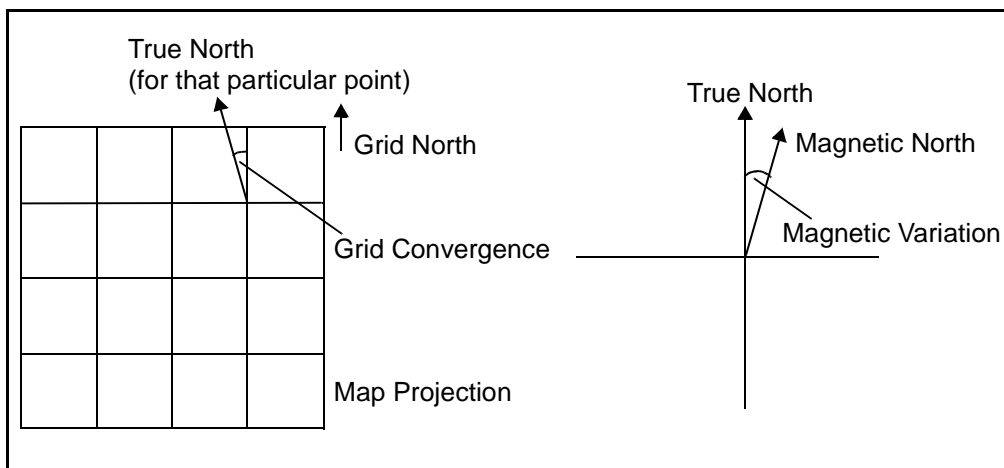 True North
(for that particular point)
Grid North
Grid Convergence
Map Projection
True North
Magnetic North
Magnetic Variation